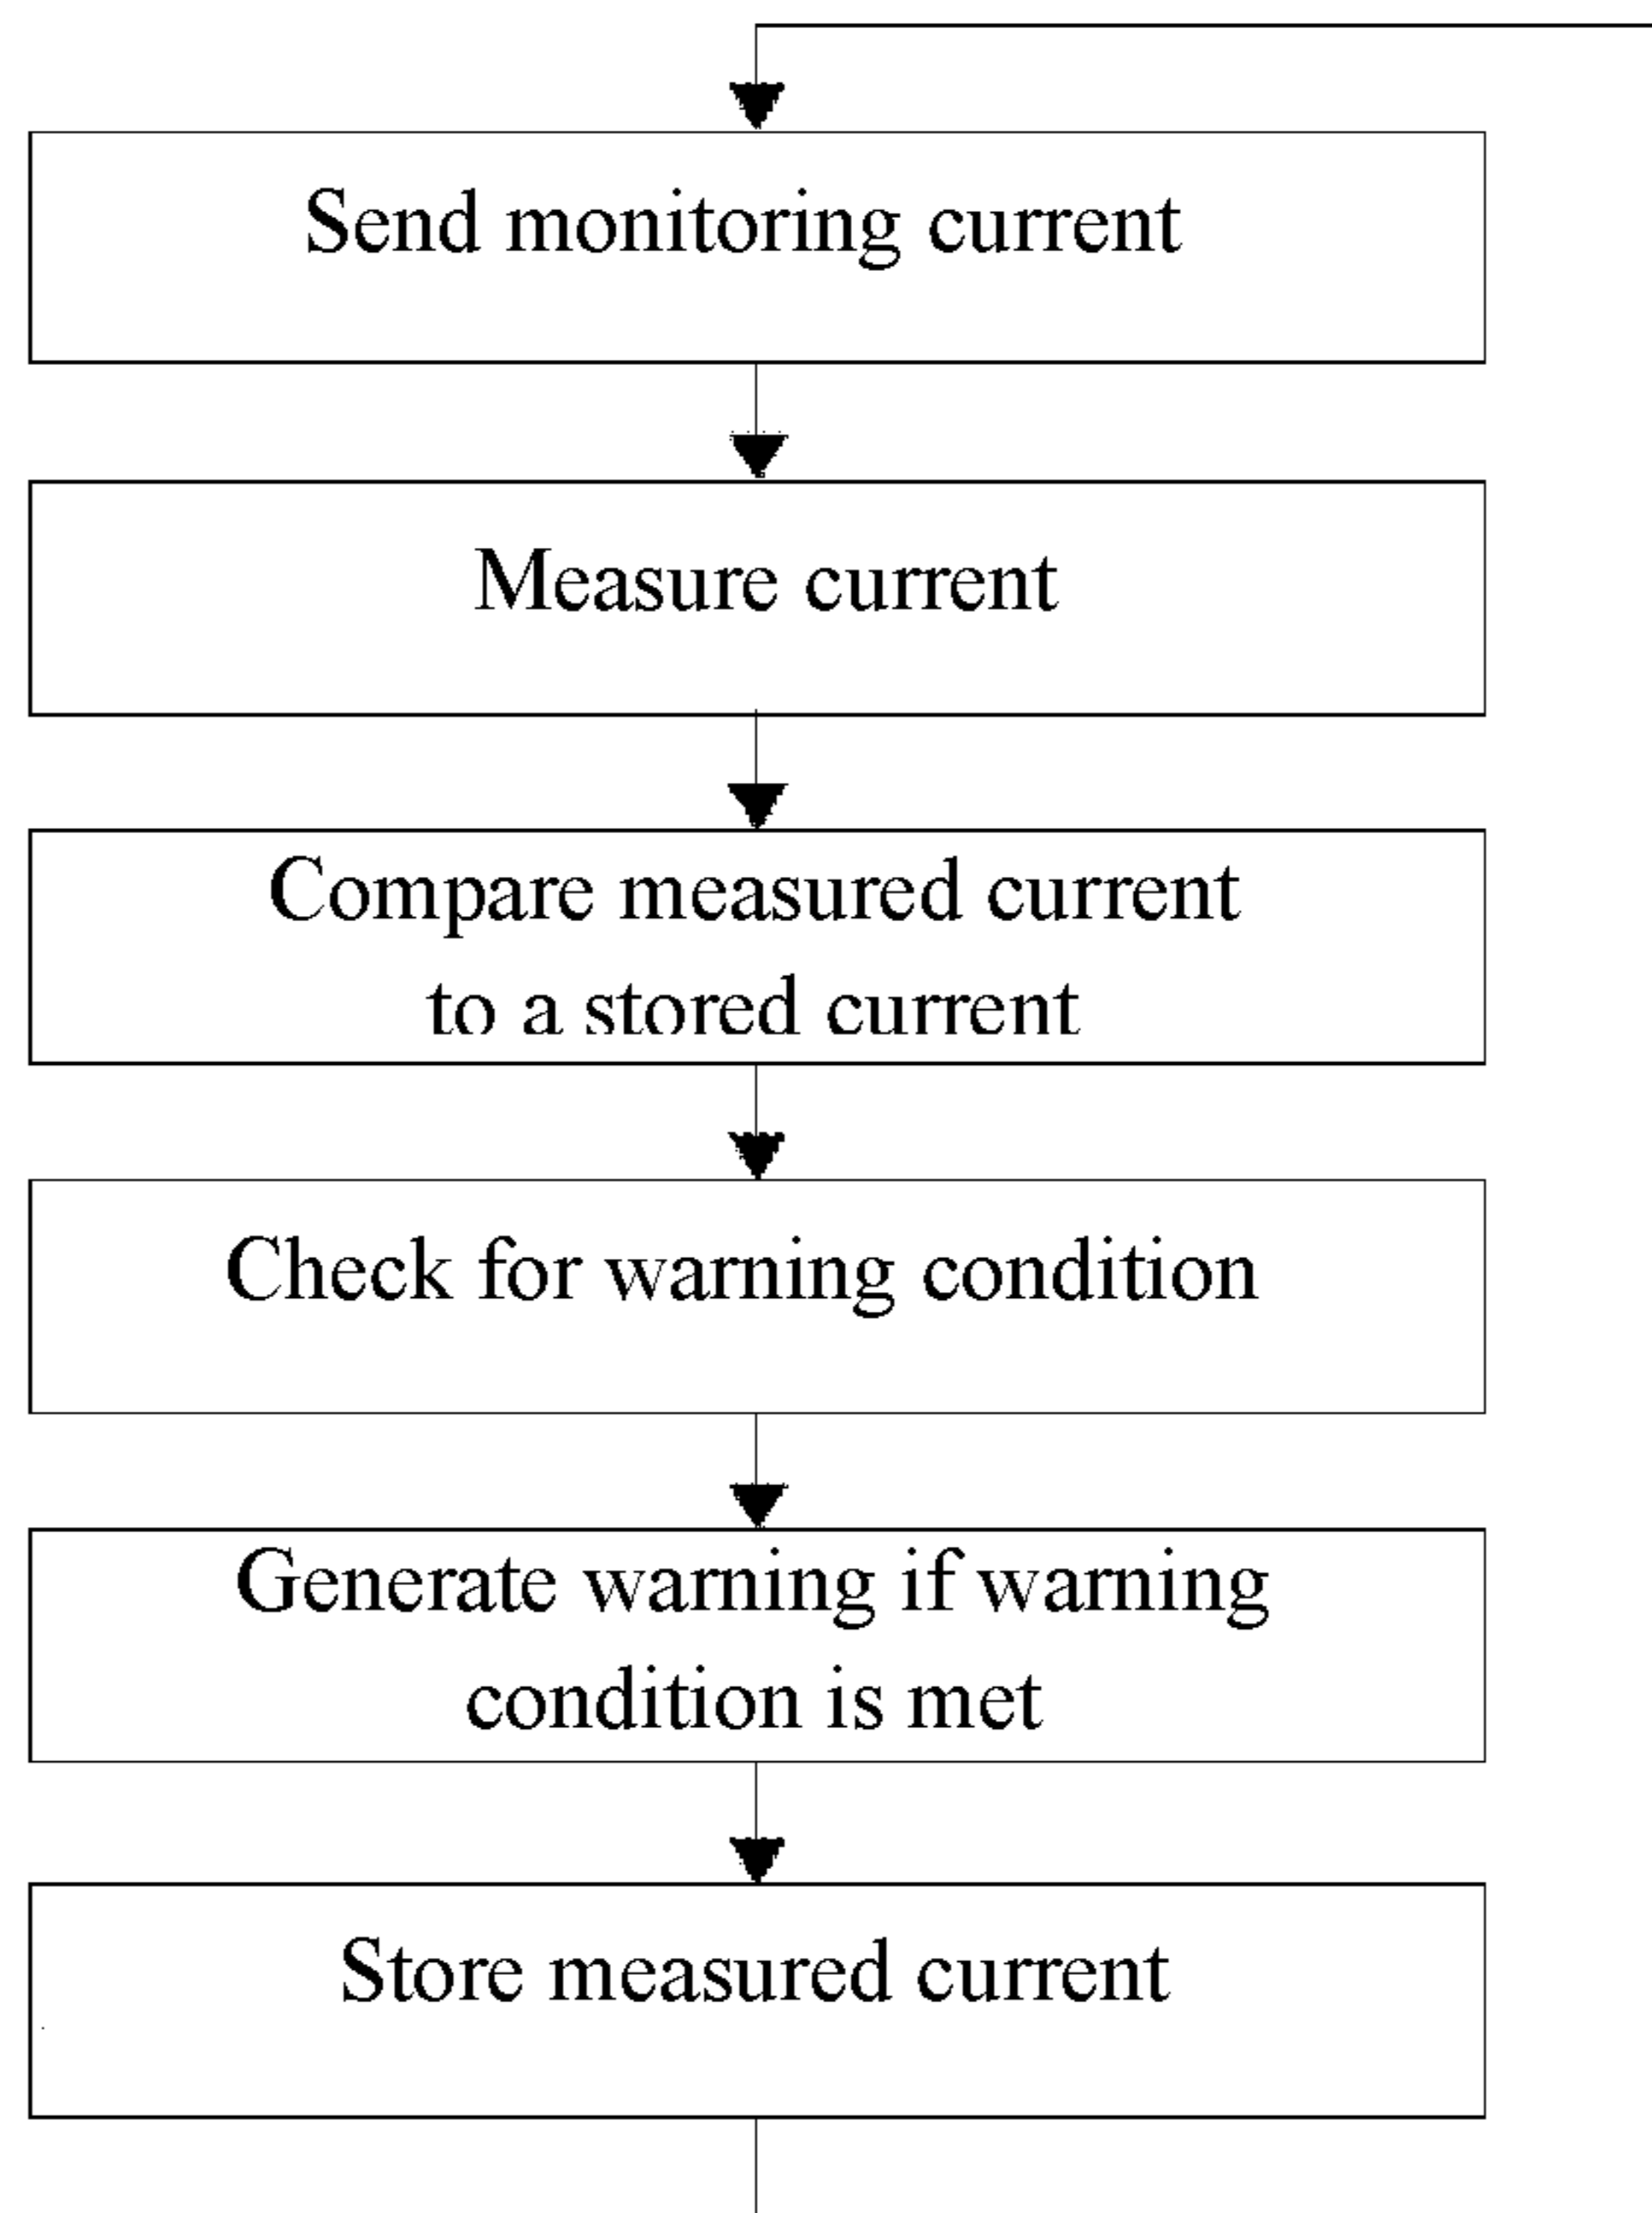 Send monitoring current
Measure current
Compare measured current
to a stored current
Check for warning condition
Generate warning if warning
condition is met
Store measured current